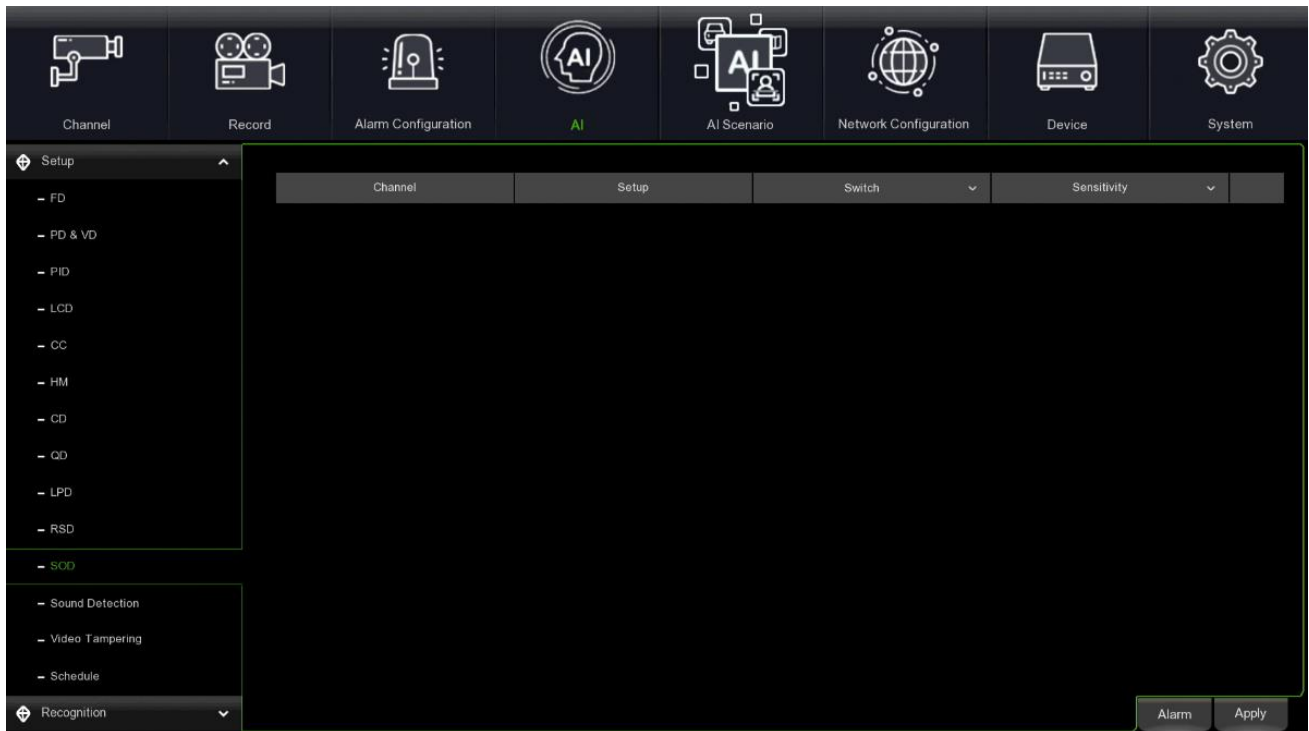 AI
AI
Channel Record Alarm Configuration AI AI Scenario Network Configuration Device System
Setup
Channel Setup Switch Sensitivity
FD
PD & VD
PID
LCD
CC
HM
CD
QD
LPD
RSD
SOD
Sound Detection
Video Tampering
Schedule
Recognition
Alarm Apply